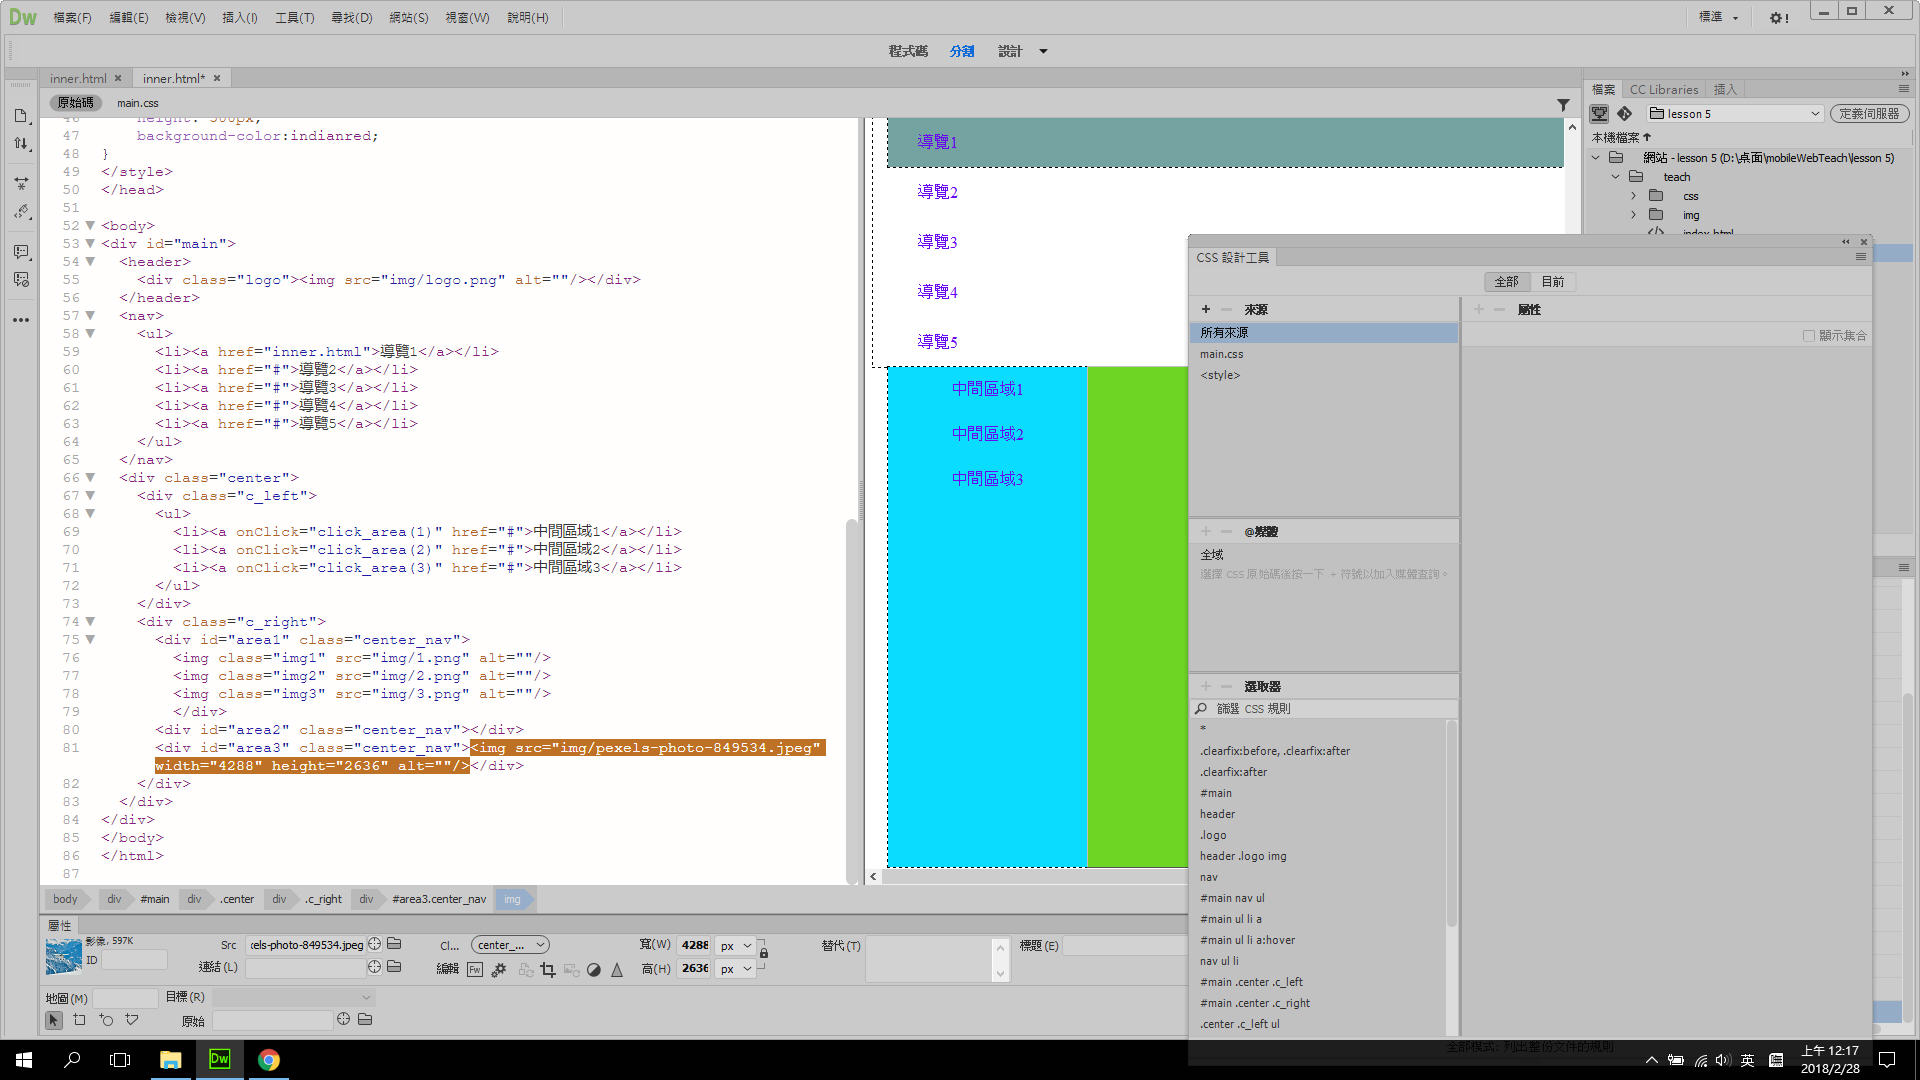 Dw 檔案(F) 編輯(E) 檢視(V) 插入(I) 工具(T) 尋找(D) 網站(S) 視窗(W) 說明(H) 標準
程式碼 分割 設計
inner.html inner.html*
原始碼 main.css
46 height: 300px;
47 background-color:indianred;
48 }
49 </style>
50 </head>
51
52 <body>
53 <div id="main">
54 <header>
55 <div class="logo"><img src="img/logo.png" alt=""/></div>
56 </header>
57 <nav>
58 <ul>
59 <li><a href="inner.html">導覽1</a></li>
60 <li><a href="#">導覽2</a></li>
61 <li><a href="#">導覽3</a></li>
62 <li><a href="#">導覽4</a></li>
63 <li><a href="#">導覽5</a></li>
64 </ul>
65 </nav>
66 <div class="center">
67 <div class="c_left">
68 <ul>
69 <li><a onClick="click_area(1)" href="#">中間區域1</a></li>
70 <li><a onClick="click_area(2)" href="#">中間區域2</a></li>
71 <li><a onClick="click_area(3)" href="#">中間區域3</a></li>
72 </ul>
73 </div>
74 <div class="c_right">
75 <div id="area1" class="center_nav">
76 <img class="img1" src="img/1.png" alt=""/>
77 <img class="img2" src="img/2.png" alt=""/>
78 <img class="img3" src="img/3.png" alt=""/>
79 </div>
80 <div id="area2" class="center_nav"></div>
81 <div id="area3" class="center_nav"><img src="img/pexels-photo-849534.jpeg"
width="4288" height="2636" alt=""/></div>
82 </div>
83 </div>
84 </div>
85 </body>
86 </html>
87
導覽1
導覽2
導覽3
導覽4
導覽5
中間區域1
中間區域2
中間區域3
檔案 CC Libraries 插入
lesson 5 定義伺服器
本機檔案
網站 - lesson 5 (D:\桌面\mobileWebTeach\lesson 5)
teach
css
img
index.html
CSS 設計工具
全部 目前
+ － 來源
所有來源
main.css
<style>
+ － @媒體
全域
選擇 CSS 原始碼後按一下 + 符號以加入媒體查詢。
+ － 選取器
篩選 CSS 規則
*
.clearfix:before, .clearfix:after
.clearfix:after
#main
header
.logo
header .logo img
nav
#main nav ul
#main ul li a
#main ul li a:hover
nav ul li
#main .center .c_left
#main .center .c_right
.center .c_left ul
+ － 屬性
顯示集合
全部模式: 列出整份文件的規則
body div #main div .center div .c_right div #area3.center_nav img
屬性
影像, 597K Src xels-photo-849534.jpeg Cl... center_... 寬(W) 4288 px 替代(T) 標題(E)
ID 連結(L) 編輯 Fw 高(H) 2636 px
地圖(M) 目標(R)
原始
Dw 英 上午 12:17
2018/2/28